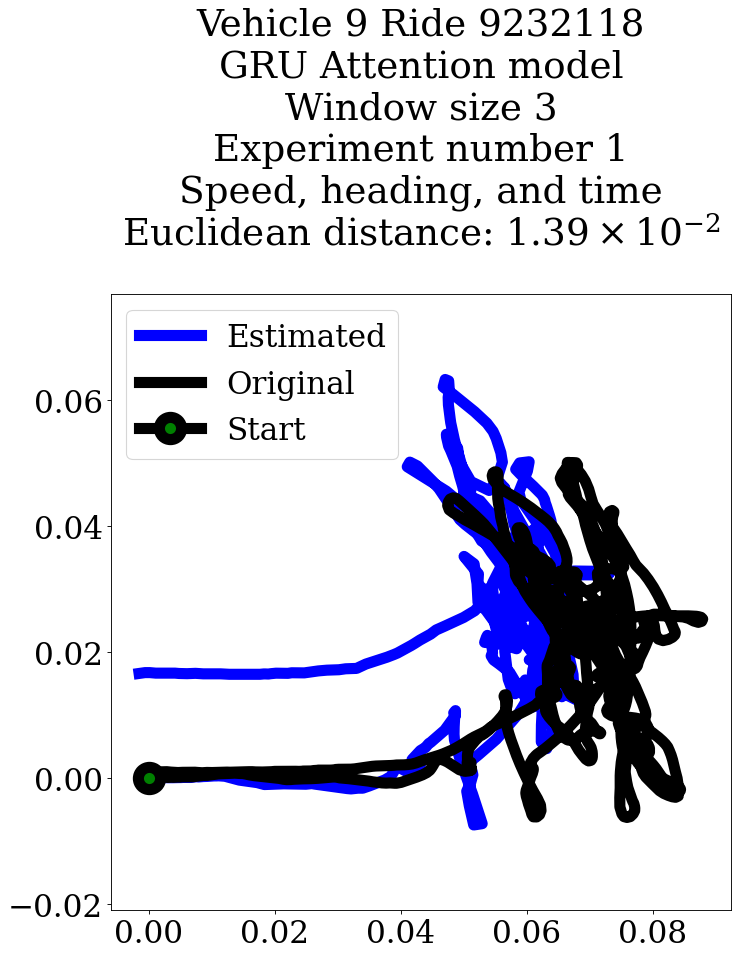 Vehicle 9 Ride 9232118
GRU Attention model
Window size 3
Experiment number 1
Speed, heading, and time
Euclidean distance: 1.39 × 10⁻²
Estimated
Original
Start
0.06
0.04
0.02
0.00
−0.02
0.00 0.02 0.04 0.06 0.08